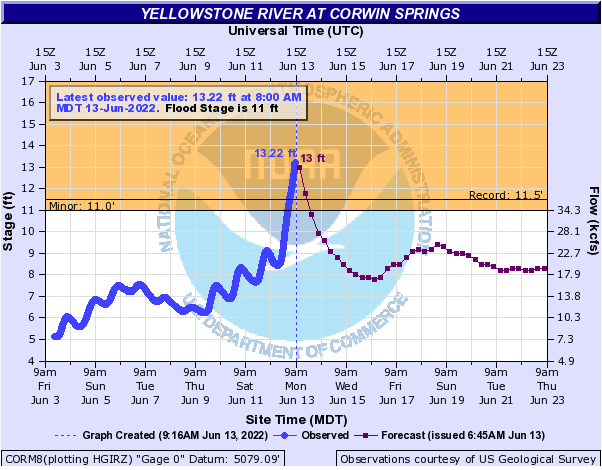 YELLOWSTONE RIVER AT CORWIN SPRINGS
Universal Time (UTC)
15Z 15Z 15Z 15Z 15Z 15Z 15Z 15Z 15Z 15Z 15Z
Jun 3 Jun 5 Jun 7 Jun 9 Jun 11 Jun 13 Jun 15 Jun 17 Jun 19 Jun 21 Jun 23
Latest observed value: 13.22 ft at 8:00 AM
MDT 13-Jun-2022. Flood Stage is 11 ft
NATIONAL OCEANIC AND ATMOSPHERIC ADMINISTRATION
NOAA
U.S. DEPARTMENT OF COMMERCE
13.22 ft
13 ft
Record: 11.5'
Minor: 11.0'
Stage (ft)
17
16
15
14
13
12
11
10
9
8
7
6
5
4
Flow (kcfs)
34.3
28.1
22.7
17.9
13.8
10.3
7.3
4.9
9am 9am 9am 9am 9am 9am 9am 9am 9am 9am 9am
Fri Sun Tue Thu Sat Mon Wed Fri Sun Tue Thu
Jun 3 Jun 5 Jun 7 Jun 9 Jun 11 Jun 13 Jun 15 Jun 17 Jun 19 Jun 21 Jun 23
Site Time (MDT)
Graph Created (9:16AM Jun 13, 2022) Observed Forecast (issued 6:45AM Jun 13)
CORM8(plotting HGIRZ) "Gage 0" Datum: 5079.09'
Observations courtesy of US Geological Survey